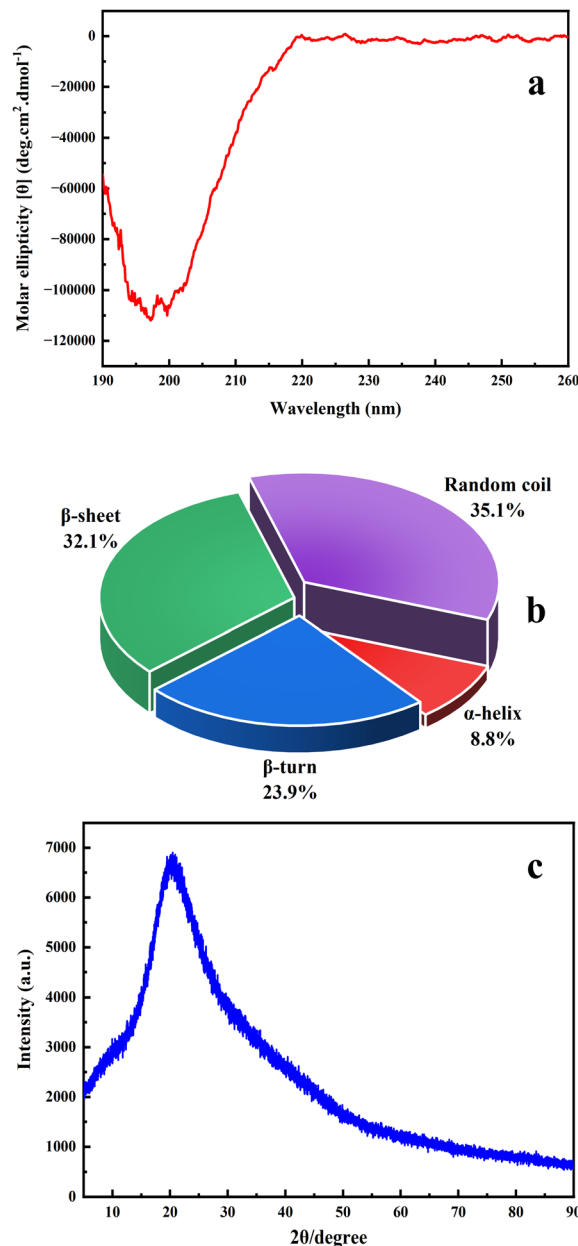 a
0
−20000
−40000
−60000
−80000
−100000
−120000
Molar ellipticity [θ] (deg.cm².dmol⁻¹)
190 200 210 220 230 240 250 260
Wavelength (nm)
b
Random coil
35.1%
β-sheet
32.1%
α-helix
8.8%
β-turn
23.9%
c
7000
6000
5000
4000
3000
2000
1000
0
Intensity (a.u.)
10 20 30 40 50 60 70 80 90
2θ/degree